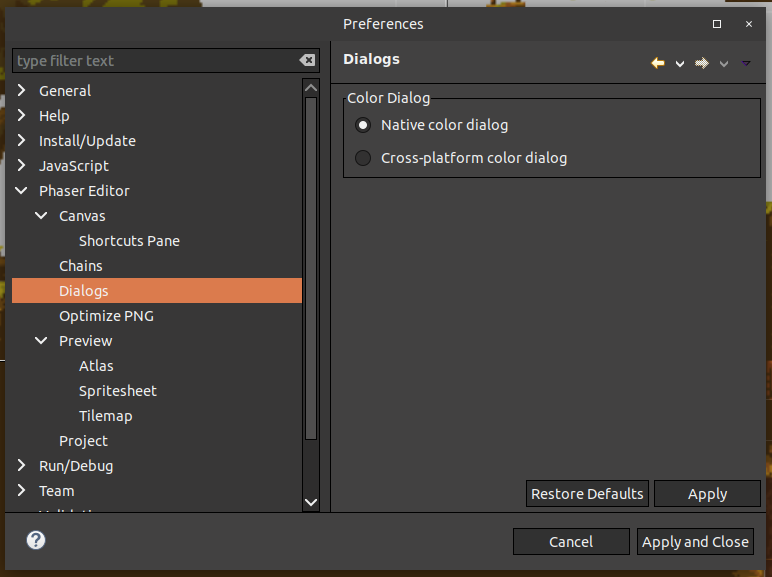 Preferences
type filter text
Dialogs
General
Help
Install/Update
JavaScript
Phaser Editor
Canvas
Shortcuts Pane
Chains
Dialogs
Optimize PNG
Preview
Atlas
Spritesheet
Tilemap
Project
Run/Debug
Team
Color Dialog
Native color dialog
Cross-platform color dialog
Restore Defaults
Apply
Cancel
Apply and Close